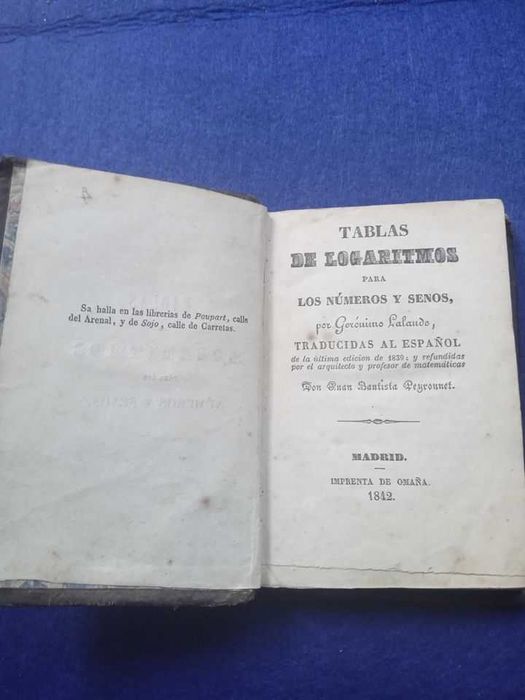 Sa halla en las librerias de Poupart, calle
del Arenal, y de Sojo, calle de Carretas.
TABLAS
DE LOGARITMOS
PARA
LOS NÚMEROS Y SENOS,
por Gerónimo Lalande,
TRADUCIDAS AL ESPAÑOL
de la última edicion de 1839: y refundidas
por el arquitecto y profesor de matemáticas
Don Juan Bautista Peyronnet.
MADRID.
IMPRENTA DE OMAÑA.
1842.